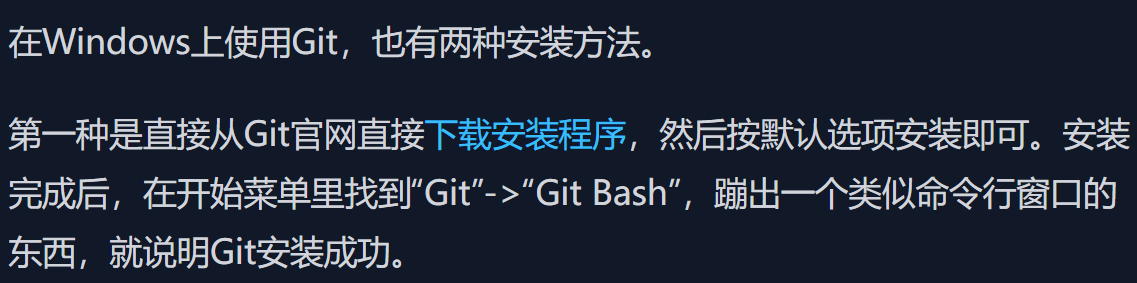 在Windows上使用Git，也有两种安装方法。
第一种是直接从Git官网直接下载安装程序，然后按默认选项安装即可。安装
完成后，在开始菜单里找到“Git”->“Git Bash”，蹦出一个类似命令行窗口的
东西，就说明Git安装成功。